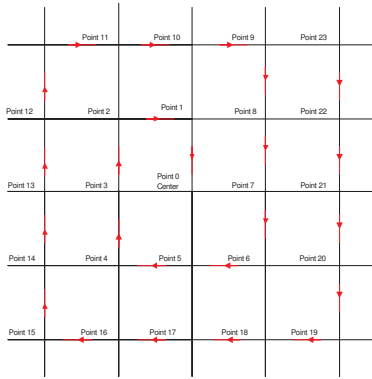 Point 11 Point 10 Point 9 Point 23
Point 12 Point 2 Point 1 Point 8 Point 22
Point 13 Point 3 Point 0 Point 7 Point 21
Center
Point 14 Point 4 Point 5 Point 6 Point 20
Point 15 Point 16 Point 17 Point 18 Point 19